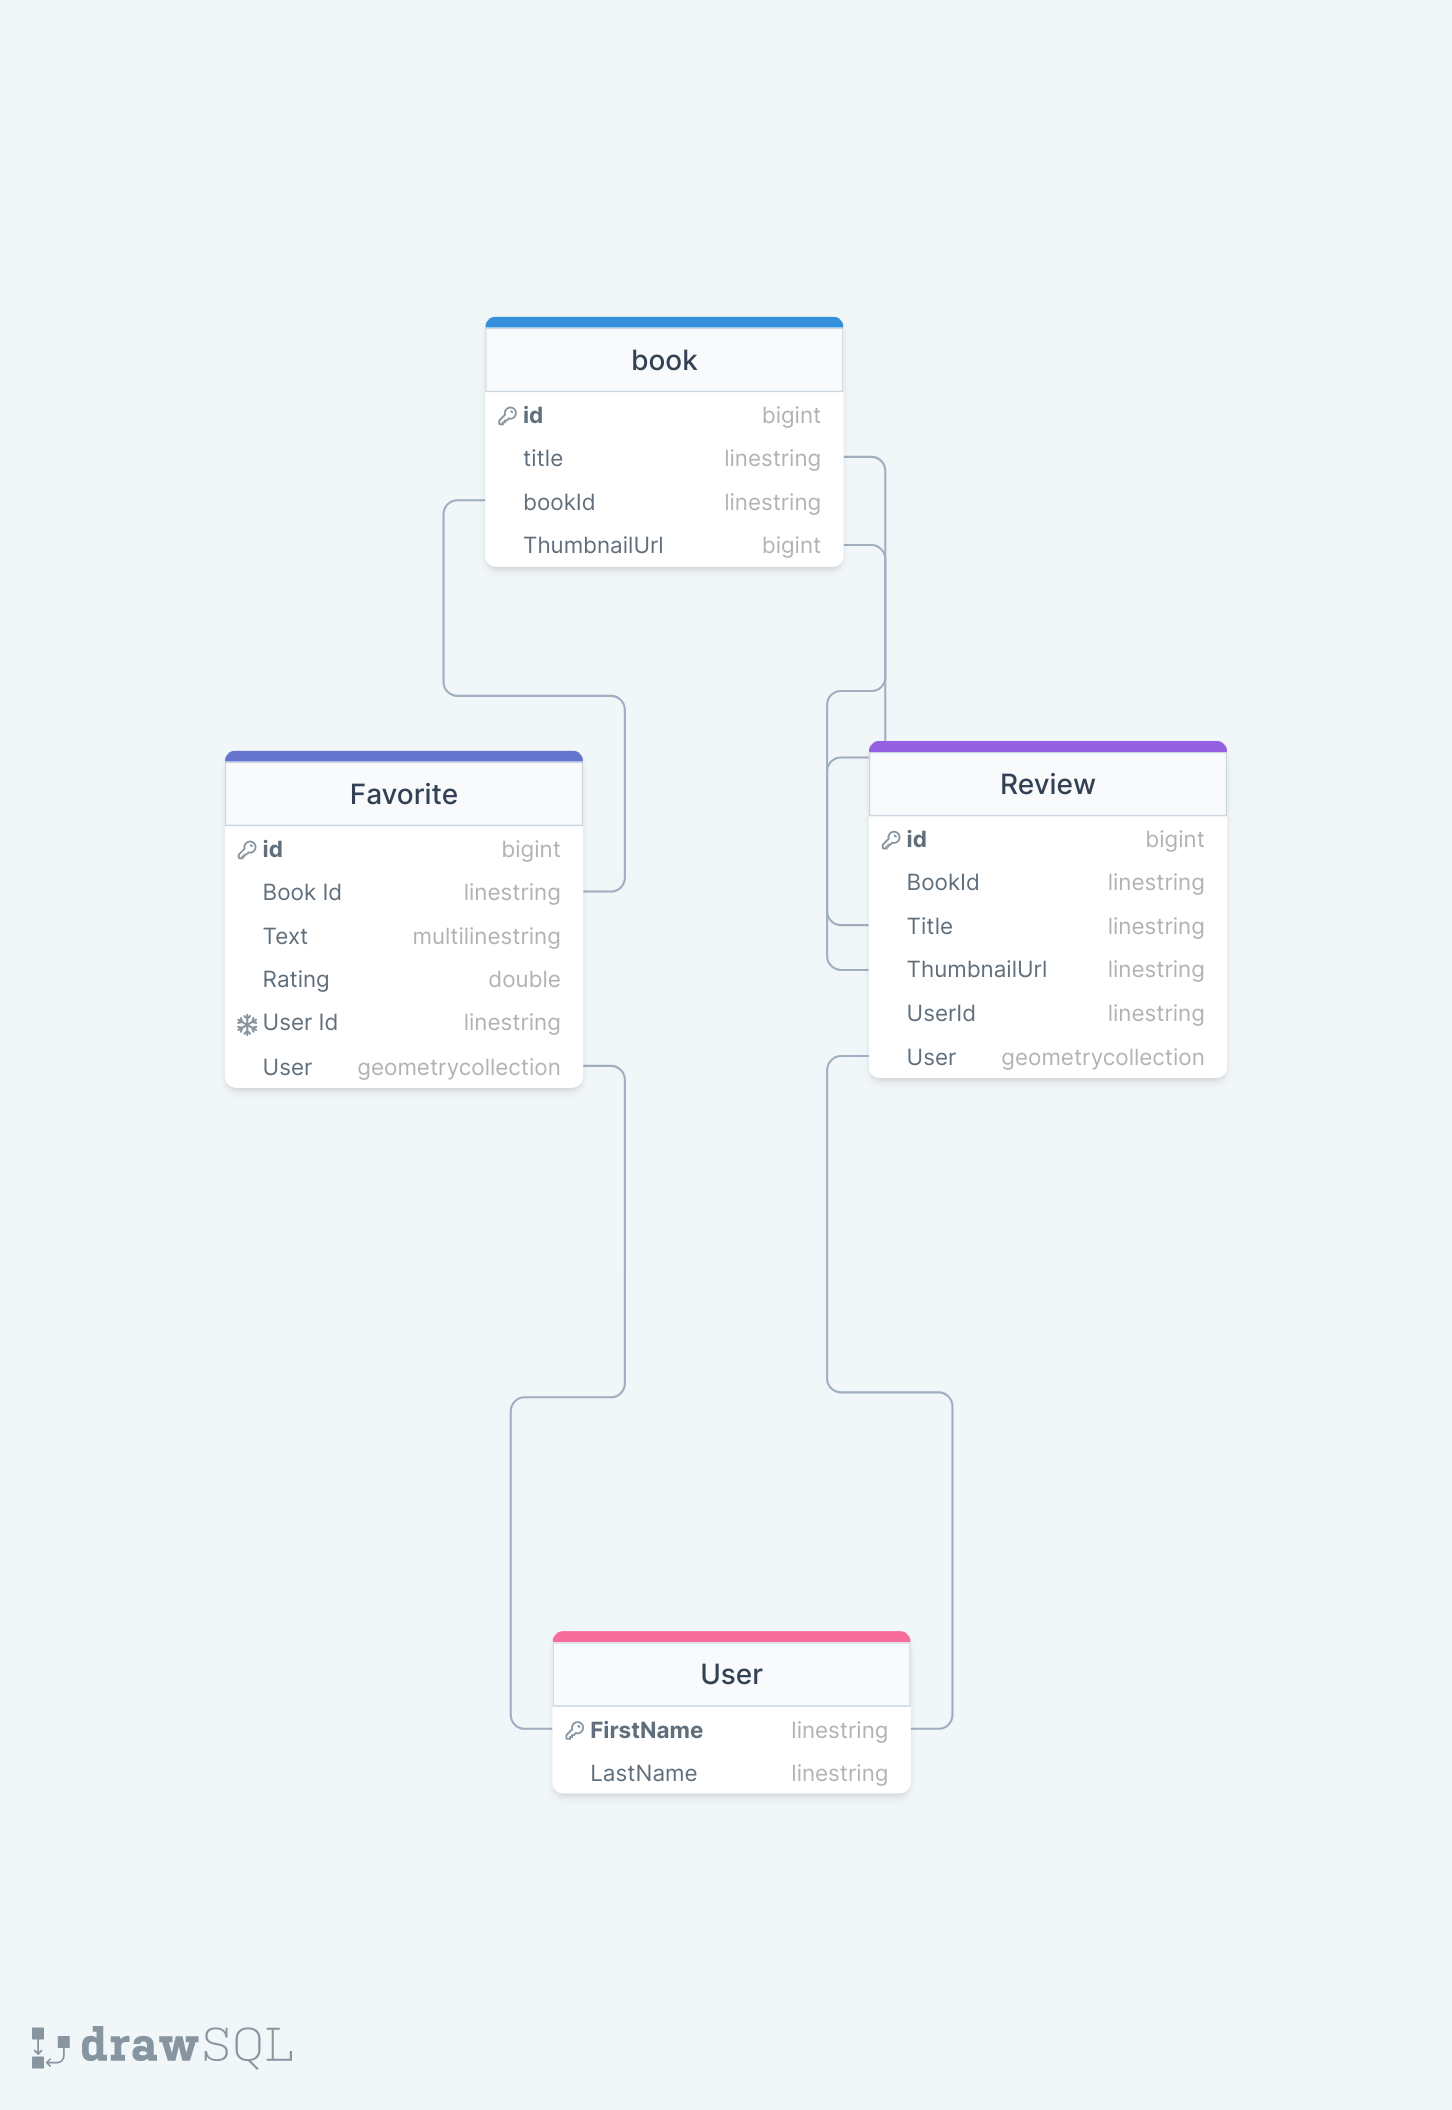 book
id bigint
title linestring
bookId linestring
ThumbnailUrl bigint
Favorite
id bigint
Book Id linestring
Text multilinestring
Rating double
User Id linestring
User geometrycollection
Review
id bigint
BookId linestring
Title linestring
ThumbnailUrl linestring
UserId linestring
User geometrycollection
User
FirstName linestring
LastName linestring
drawSQL